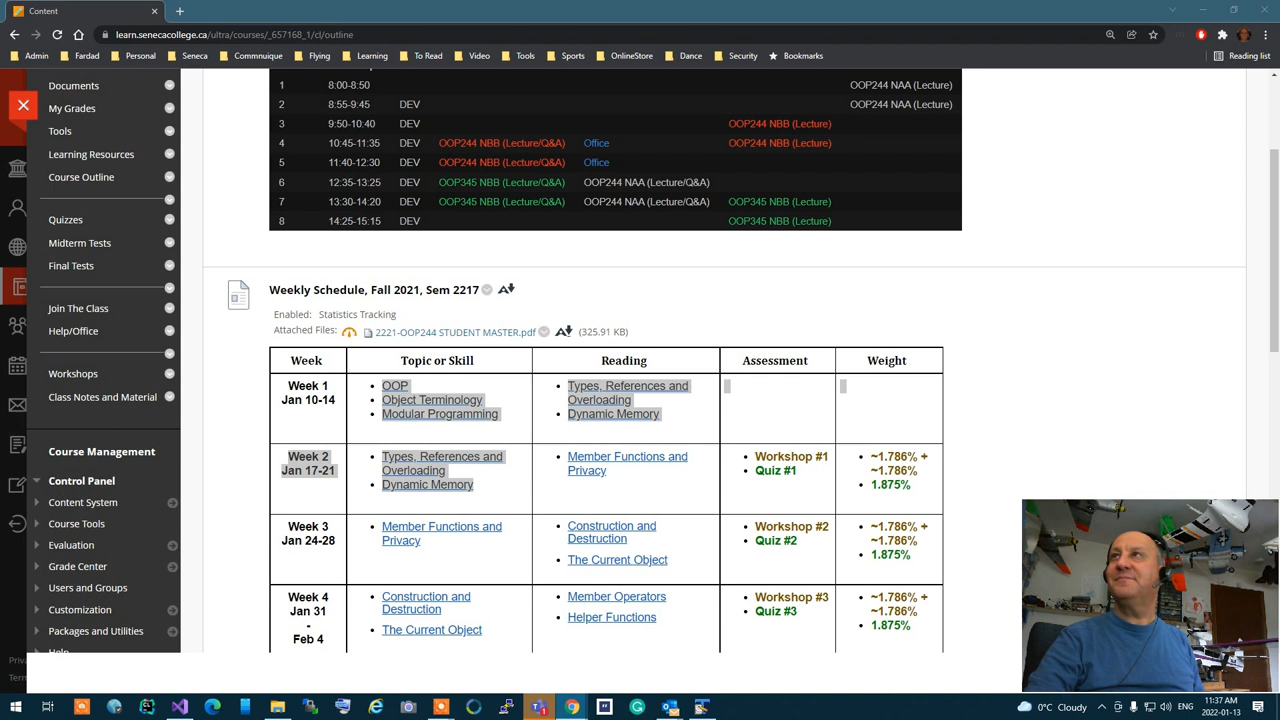 Content
learn.senecacollege.ca/ultra/courses/_657168_1/cl/outline
Admin Fardad Personal Seneca Commnuique Flying Learning To Read Video Tools Sports OnlineStore Dance Security Bookmarks Reading list
Documents
My Grades
Tools
Learning Resources
Course Outline
Quizzes
Midterm Tests
Final Tests
Join The Class
Help/Office
Workshops
Class Notes and Material
Course Management
Control Panel
Content System
Course Tools
Evaluation
Grade Center
Users and Groups
Customization
Packages and Utilities
Help
Priva
Term
1 8:00-8:50 OOP244 NAA (Lecture)
2 8:55-9:45 DEV OOP244 NAA (Lecture)
3 9:50-10:40 DEV OOP244 NBB (Lecture)
4 10:45-11:35 DEV OOP244 NBB (Lecture/Q&A) Office OOP244 NBB (Lecture)
5 11:40-12:30 DEV OOP244 NBB (Lecture/Q&A) Office
6 12:35-13:25 DEV OOP345 NBB (Lecture/Q&A) OOP244 NAA (Lecture/Q&A)
7 13:30-14:20 DEV OOP345 NBB (Lecture/Q&A) OOP244 NAA (Lecture/Q&A) OOP345 NBB (Lecture)
8 14:25-15:15 DEV OOP345 NBB (Lecture)
Weekly Schedule, Fall 2021, Sem 2217
Enabled: Statistics Tracking
Attached Files: 2221-OOP244 STUDENT MASTER.pdf (325.91 KB)
Week Topic or Skill Reading Assessment Weight
Week 1
Jan 10-14
• OOP
• Object Terminology
• Modular Programming
• Types, References and
Overloading
• Dynamic Memory
Week 2
Jan 17-21
• Types, References and
Overloading
• Dynamic Memory
• Member Functions and
Privacy
• Workshop #1
• Quiz #1
• ~1.786% +
~1.786%
• 1.875%
Week 3
Jan 24-28
• Member Functions and
Privacy
• Construction and
Destruction
• The Current Object
• Workshop #2
• Quiz #2
• ~1.786% +
~1.786%
• 1.875%
Week 4
Jan 31
-
Feb 4
• Construction and
Destruction
• The Current Object
• Member Operators
• Helper Functions
• Workshop #3
• Quiz #3
• ~1.786% +
~1.786%
• 1.875%
0°C Cloudy
ENG
11:37 AM
2022-01-13